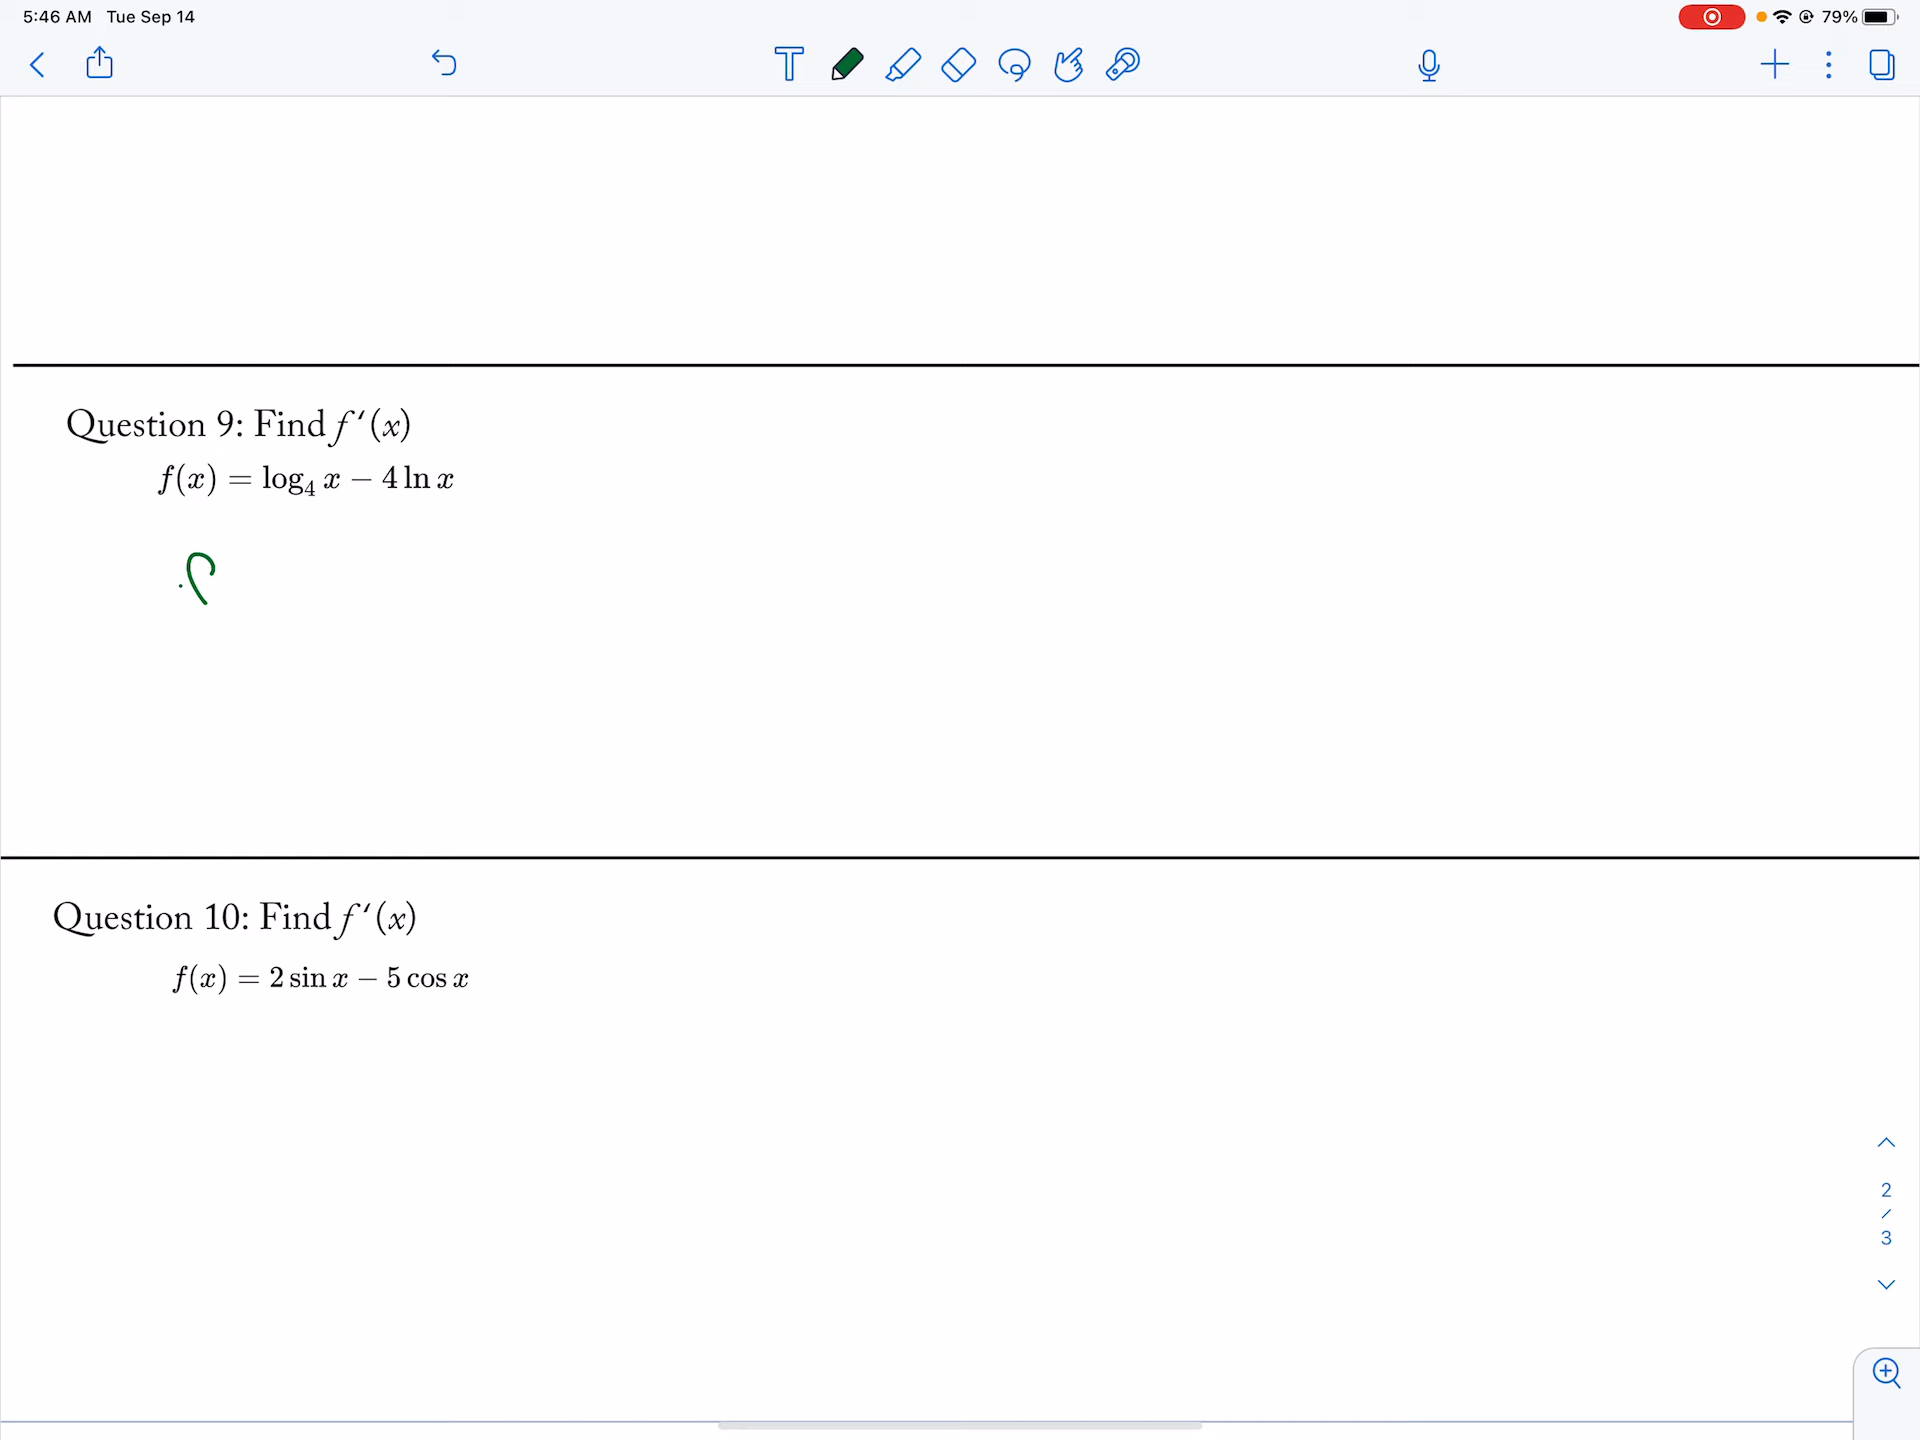 5:46 AM Tue Sep 14
79%
Question 9: Find f'(x)
f(x) = log₄ x − 4 ln x
Question 10: Find f'(x)
f(x) = 2 sin x − 5 cos x
2
/
3